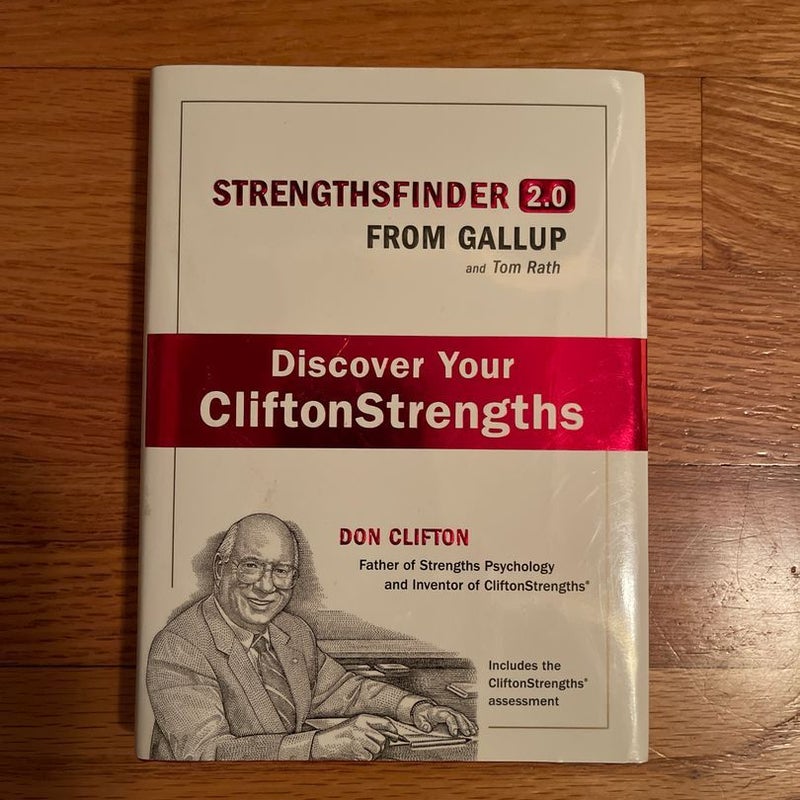 STRENGTHSFINDER 2.0
FROM GALLUP
and Tom Rath
Discover Your
CliftonStrengths
DON CLIFTON
Father of Strengths Psychology
and Inventor of CliftonStrengths®
Includes the
CliftonStrengths®
assessment